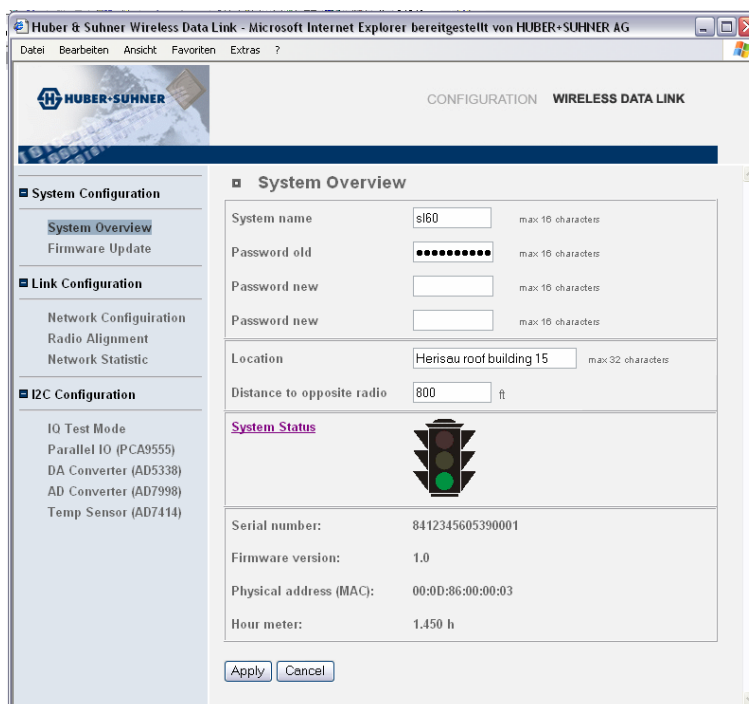 Huber & Suhner Wireless Data Link - Microsoft Internet Explorer bereitgestellt von HUBER+SUHNER AG
Datei Bearbeiten Ansicht Favoriten Extras ?
HUBER+SUHNER
CONFIGURATION WIRELESS DATA LINK
System Configuration
System Overview
Firmware Update
Link Configuration
Network Configuiration
Radio Alignment
Network Statistic
I2C Configuration
IQ Test Mode
Parallel IO (PCA9555)
DA Converter (AD5338)
AD Converter (AD7998)
Temp Sensor (AD7414)
System Overview
System name sl60 max 16 characters
Password old ●●●●●●●●●● max 16 characters
Password new max 16 characters
Password new max 16 characters
Location Herisau roof building 15 max 32 characters
Distance to opposite radio 800 ft
System Status
Serial number: 8412345605390001
Firmware version: 1.0
Physical address (MAC): 00:0D:86:00:00:03
Hour meter: 1.450 h
Apply Cancel